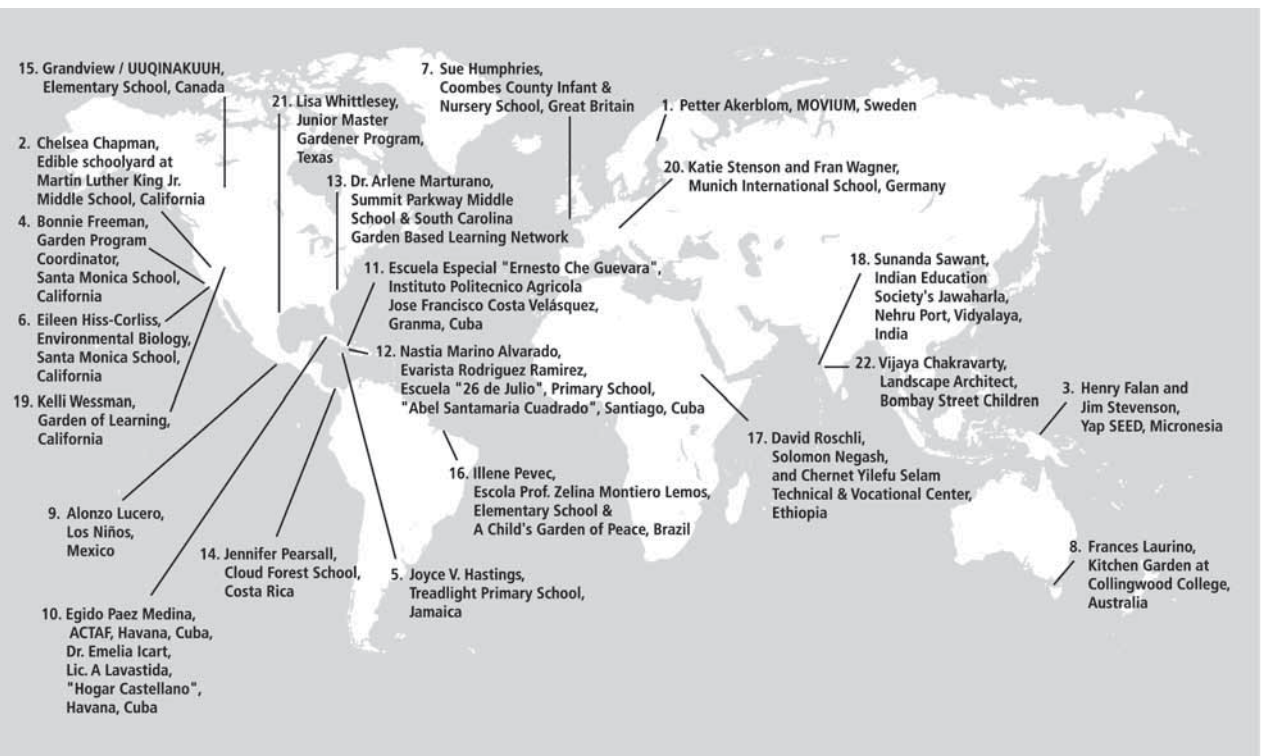 15. Grandview / UUQINAKUUH,
Elementary School, Canada
7. Sue Humphries,
Coombes County Infant &
Nursery School, Great Britain
21. Lisa Whittlesey,
Junior Master
Gardener Program,
Texas
1. Petter Akerblom, MOVIUM, Sweden
2. Chelsea Chapman,
Edible schoolyard at
Martin Luther King Jr.
Middle School, California
20. Katie Stenson and Fran Wagner,
Munich International School, Germany
13. Dr. Arlene Marturano,
Summit Parkway Middle
School & South Carolina
Garden Based Learning Network
4. Bonnie Freeman,
Garden Program
Coordinator,
Santa Monica School,
California
11. Escuela Especial "Ernesto Che Guevara",
Instituto Politecnico Agricola
Jose Francisco Costa Velásquez,
Granma, Cuba
18. Sunanda Sawant,
Indian Education
Society's Jawaharla,
Nehru Port, Vidyalaya,
India
6. Eileen Hiss-Corliss,
Environmental Biology,
Santa Monica School,
California
12. Nastia Marino Alvarado,
Evarista Rodriguez Ramirez,
Escuela "26 de Julio", Primary School,
"Abel Santamaria Cuadrado", Santiago, Cuba
22. Vijaya Chakravarty,
Landscape Architect,
Bombay Street Children
3. Henry Falan and
Jim Stevenson,
Yap SEED, Micronesia
19. Kelli Wessman,
Garden of Learning,
California
17. David Roschli,
Solomon Negash,
and Chernet Yilefu Selam
Technical & Vocational Center,
Ethiopia
16. Illene Pevec,
Escola Prof. Zelina Montiero Lemos,
Elementary School &
A Child's Garden of Peace, Brazil
9. Alonzo Lucero,
Los Niños,
Mexico
14. Jennifer Pearsall,
Cloud Forest School,
Costa Rica
5. Joyce V. Hastings,
Treadlight Primary School,
Jamaica
8. Frances Laurino,
Kitchen Garden at
Collingwood College,
Australia
10. Egido Paez Medina,
ACTAF, Havana, Cuba,
Dr. Emelia Icart,
Lic. A Lavastida,
"Hogar Castellano",
Havana, Cuba